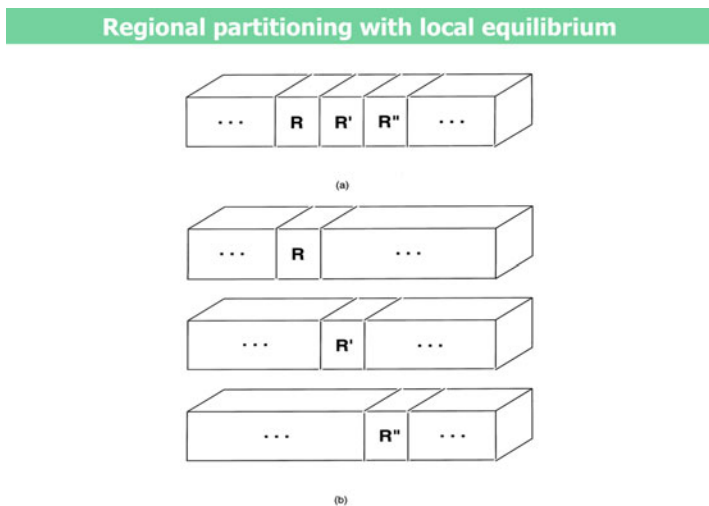 Regional partitioning with local equilibrium
... R R' R" ...
(a)
... R ...
... R' ...
... R" ...
(b)